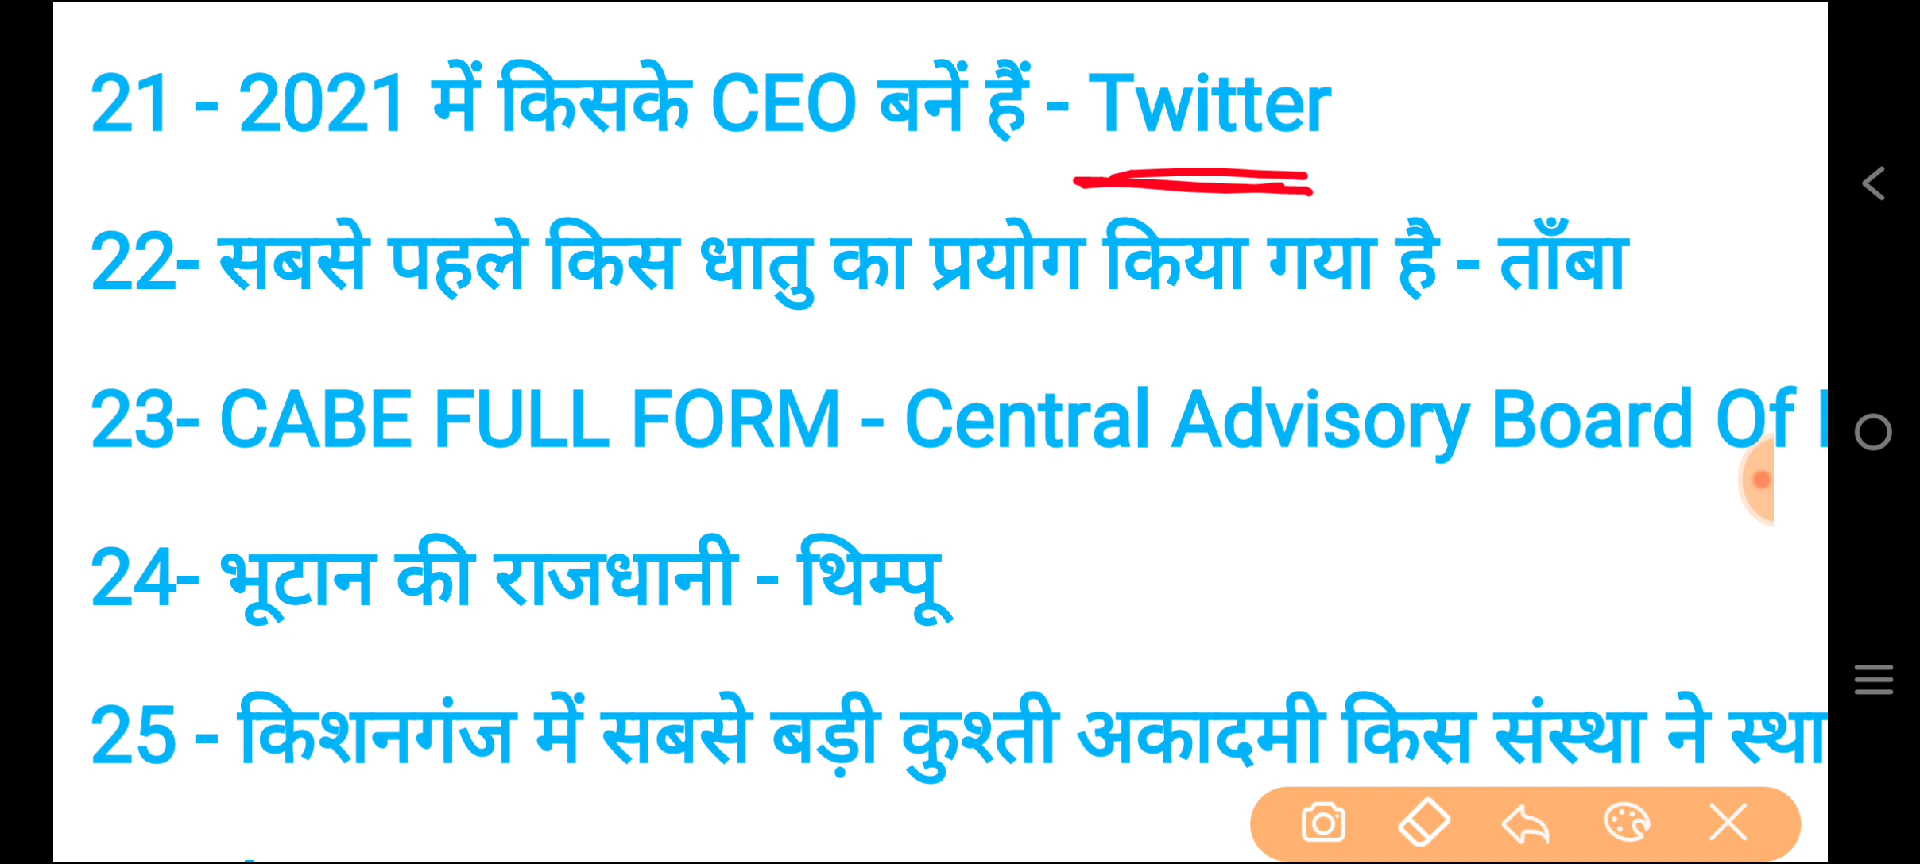 21 - 2021 में किसके CEO बनें हैं - Twitter
22- सबसे पहले किस धातु का प्रयोग किया गया है - ताँबा
23- CABE FULL FORM - Central Advisory Board Of
24- भूटान की राजधानी - थिम्पू
25 - किशनगंज में सबसे बड़ी कुश्ती अकादमी किस संस्था ने स्था